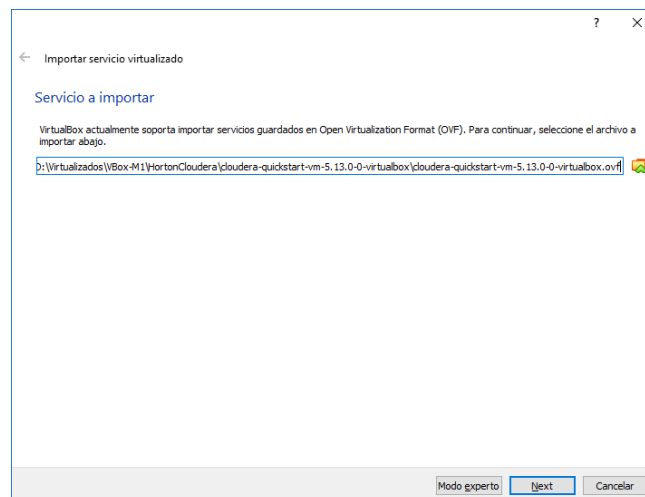 ?
Importar servicio virtualizado
Servicio a importar
VirtualBox actualmente soporta importar servicios guardados en Open Virtualization Format (OVF). Para continuar, seleccione el archivo a
importar abajo.
D:\Virtualizados\VBox-M1\HortonCloudera\cloudera-quickstart-vm-5.13.0-0-virtualbox\cloudera-quickstart-vm-5.13.0-0-virtualbox.ovf
Modo experto Next Cancelar